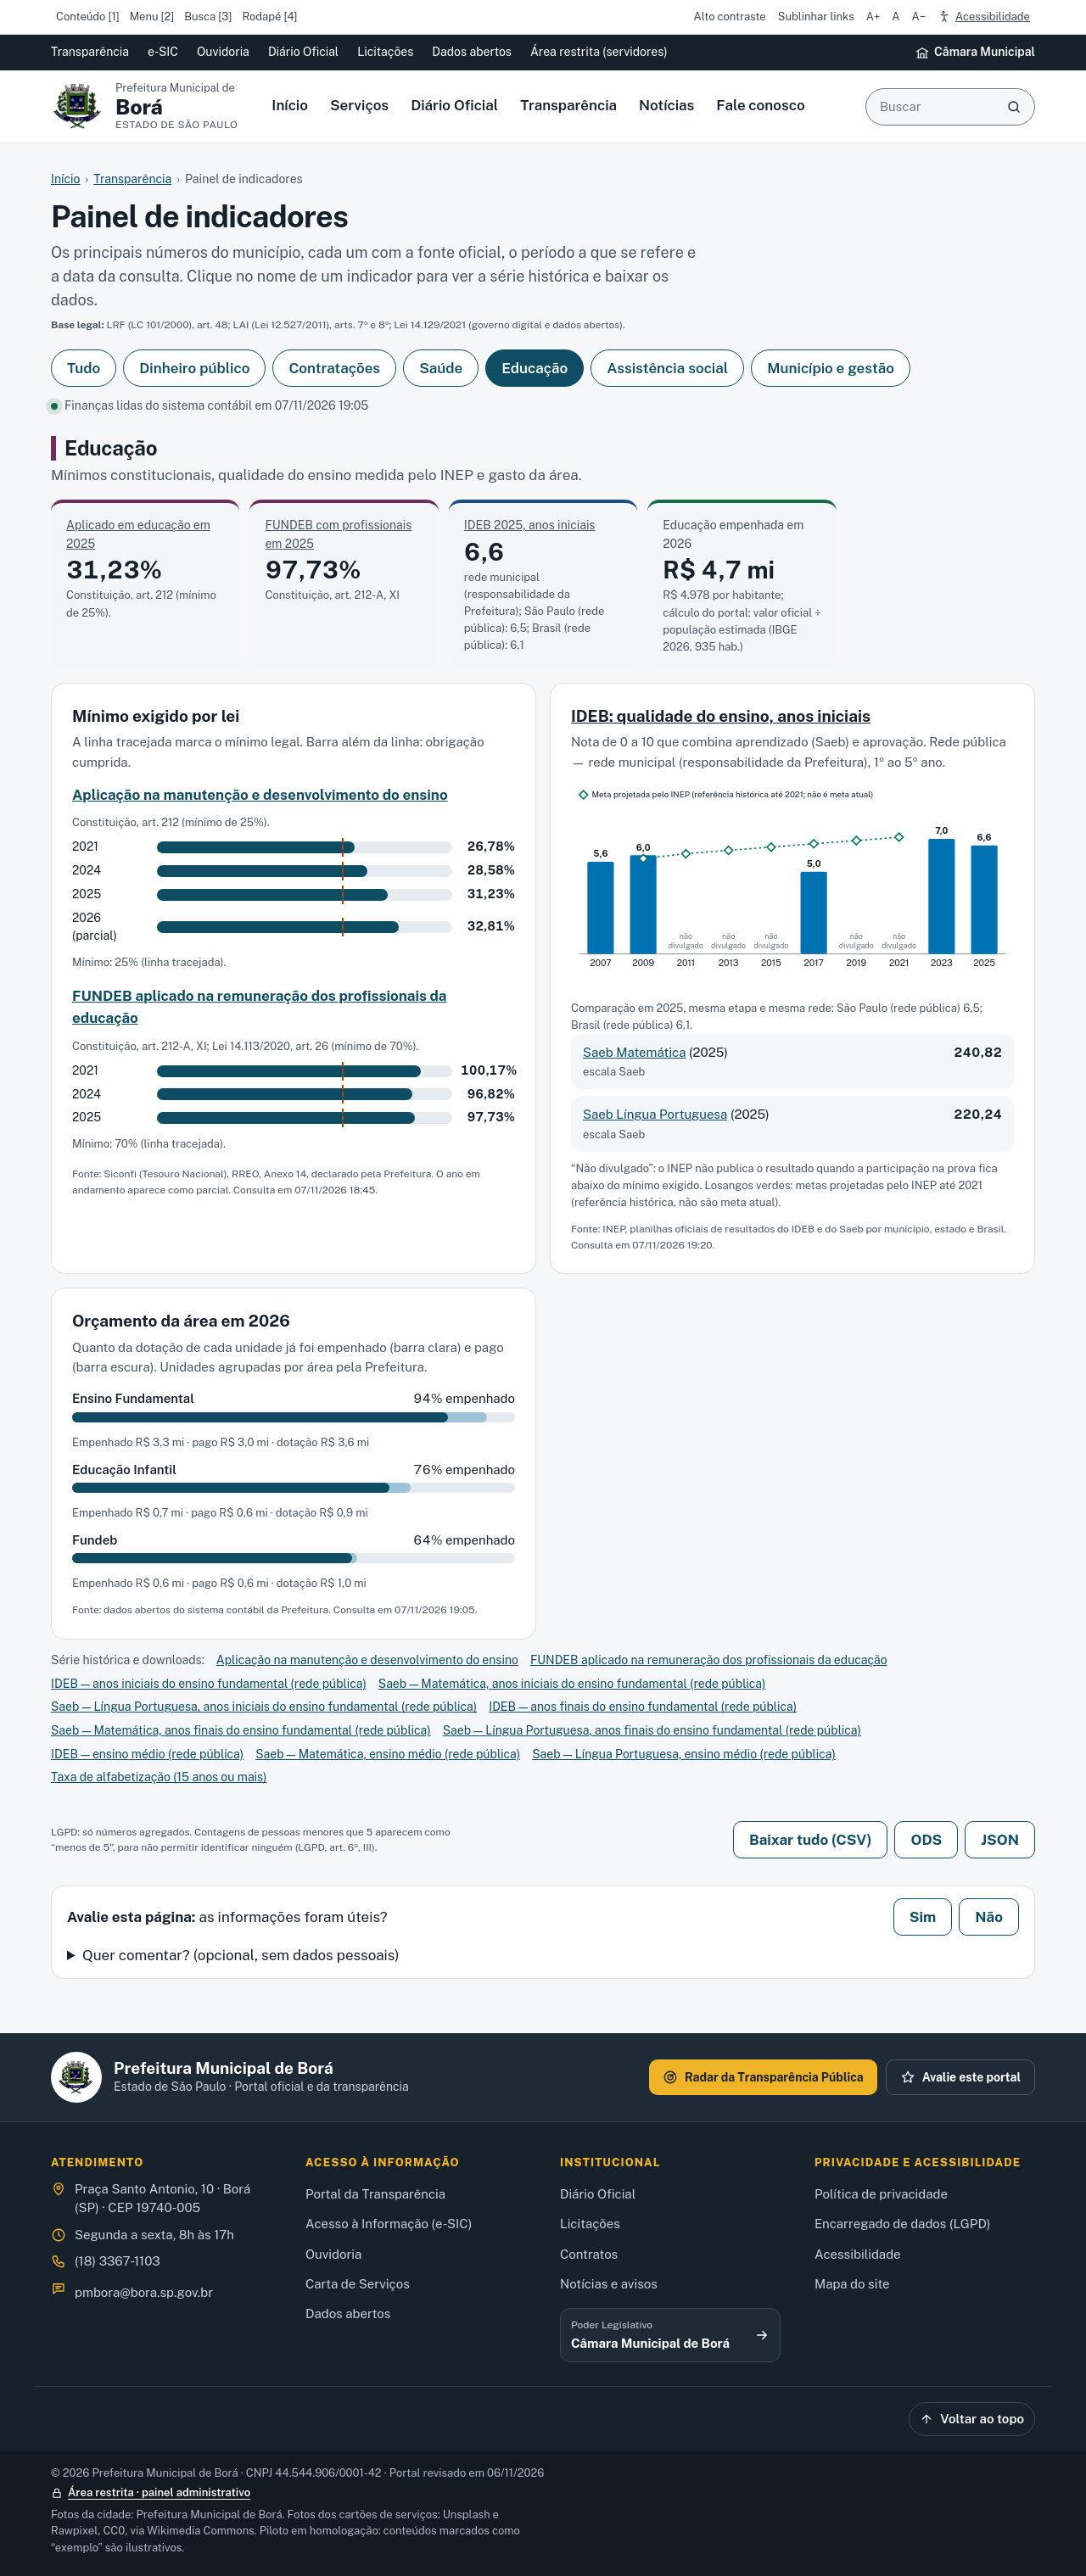 Conteúdo [1] Menu [2] Busca [3] Rodapé [4] Alto contraste Sublinhar links A+ A A− Acessibilidade
Transparência e-SIC Ouvidoria Diário Oficial Licitações Dados abertos Área restrita (servidores) Câmara Municipal
Prefeitura Municipal de
Borá
ESTADO DE SÃO PAULO
Início Serviços Diário Oficial Transparência Notícias Fale conosco Buscar
Início › Transparência › Painel de indicadores
Painel de indicadores
Os principais números do município, cada um com a fonte oficial, o período a que se refere e
a data da consulta. Clique no nome de um indicador para ver a série histórica e baixar os
dados.
Base legal: LRF (LC 101/2000), art. 48; LAI (Lei 12.527/2011), arts. 7º e 8º; Lei 14.129/2021 (governo digital e dados abertos).
Tudo Dinheiro público Contratações Saúde Educação Assistência social Município e gestão
Finanças lidas do sistema contábil em 07/11/2026 19:05
Educação
Mínimos constitucionais, qualidade do ensino medida pelo INEP e gasto da área.
Aplicado em educação em
2025
31,23%
Constituição, art. 212 (mínimo
de 25%).
FUNDEB com profissionais
em 2025
97,73%
Constituição, art. 212-A, XI
IDEB 2025, anos iniciais
6,6
rede municipal
(responsabilidade da
Prefeitura); São Paulo (rede
pública): 6,5; Brasil (rede
pública): 6,1
Educação empenhada em
2026
R$ 4,7 mi
R$ 4.978 por habitante;
cálculo do portal: valor oficial ÷
população estimada (IBGE
2026, 935 hab.)
Mínimo exigido por lei
A linha tracejada marca o mínimo legal. Barra além da linha: obrigação
cumprida.
Aplicação na manutenção e desenvolvimento do ensino
Constituição, art. 212 (mínimo de 25%).
2021 26,78%
2024 28,58%
2025 31,23%
2026
(parcial) 32,81%
Mínimo: 25% (linha tracejada).
FUNDEB aplicado na remuneração dos profissionais da
educação
Constituição, art. 212-A, XI; Lei 14.113/2020, art. 26 (mínimo de 70%).
2021 100,17%
2024 96,82%
2025 97,73%
Mínimo: 70% (linha tracejada).
Fonte: Siconfi (Tesouro Nacional), RREO, Anexo 14, declarado pela Prefeitura. O ano em
andamento aparece como parcial. Consulta em 07/11/2026 18:45.
IDEB: qualidade do ensino, anos iniciais
Nota de 0 a 10 que combina aprendizado (Saeb) e aprovação. Rede pública
— rede municipal (responsabilidade da Prefeitura), 1º ao 5º ano.
Meta projetada pelo INEP (referência histórica até 2021; não é meta atual)
5,6 6,0 5,0 7,0 6,6
não não não não não
divulgado divulgado divulgado divulgado divulgado
2007 2009 2011 2013 2015 2017 2019 2021 2023 2025
Comparação em 2025, mesma etapa e mesma rede: São Paulo (rede pública) 6,5;
Brasil (rede pública) 6,1.
Saeb Matemática (2025) 240,82
escala Saeb
Saeb Língua Portuguesa (2025) 220,24
escala Saeb
“Não divulgado”: o INEP não publica o resultado quando a participação na prova fica
abaixo do mínimo exigido. Losangos verdes: metas projetadas pelo INEP até 2021
(referência histórica, não são meta atual).
Fonte: INEP, planilhas oficiais de resultados do IDEB e do Saeb por município, estado e Brasil.
Consulta em 07/11/2026 19:20.
Orçamento da área em 2026
Quanto da dotação de cada unidade já foi empenhado (barra clara) e pago
(barra escura). Unidades agrupadas por área pela Prefeitura.
Ensino Fundamental 94% empenhado
Empenhado R$ 3,3 mi · pago R$ 3,0 mi · dotação R$ 3,6 mi
Educação Infantil 76% empenhado
Empenhado R$ 0,7 mi · pago R$ 0,6 mi · dotação R$ 0,9 mi
Fundeb 64% empenhado
Empenhado R$ 0,6 mi · pago R$ 0,6 mi · dotação R$ 1,0 mi
Fonte: dados abertos do sistema contábil da Prefeitura. Consulta em 07/11/2026 19:05.
Série histórica e downloads: Aplicação na manutenção e desenvolvimento do ensino FUNDEB aplicado na remuneração dos profissionais da educação
IDEB — anos iniciais do ensino fundamental (rede pública) Saeb — Matemática, anos iniciais do ensino fundamental (rede pública)
Saeb — Língua Portuguesa, anos iniciais do ensino fundamental (rede pública) IDEB — anos finais do ensino fundamental (rede pública)
Saeb — Matemática, anos finais do ensino fundamental (rede pública) Saeb — Língua Portuguesa, anos finais do ensino fundamental (rede pública)
IDEB — ensino médio (rede pública) Saeb — Matemática, ensino médio (rede pública) Saeb — Língua Portuguesa, ensino médio (rede pública)
Taxa de alfabetização (15 anos ou mais)
LGPD: só números agregados. Contagens de pessoas menores que 5 aparecem como
“menos de 5”, para não permitir identificar ninguém (LGPD, art. 6º, III).
Baixar tudo (CSV) ODS JSON
Avalie esta página: as informações foram úteis? Sim Não
Quer comentar? (opcional, sem dados pessoais)
Prefeitura Municipal de Borá
Estado de São Paulo · Portal oficial e da transparência
Radar da Transparência Pública Avalie este portal
ATENDIMENTO
Praça Santo Antonio, 10 · Borá
(SP) · CEP 19740-005
Segunda a sexta, 8h às 17h
(18) 3367-1103
pmbora@bora.sp.gov.br
ACESSO À INFORMAÇÃO
Portal da Transparência
Acesso à Informação (e-SIC)
Ouvidoria
Carta de Serviços
Dados abertos
INSTITUCIONAL
Diário Oficial
Licitações
Contratos
Notícias e avisos
Poder Legislativo
Câmara Municipal de Borá
PRIVACIDADE E ACESSIBILIDADE
Política de privacidade
Encarregado de dados (LGPD)
Acessibilidade
Mapa do site
Voltar ao topo
© 2026 Prefeitura Municipal de Borá · CNPJ 44.544.906/0001-42 · Portal revisado em 06/11/2026
Área restrita · painel administrativo
Fotos da cidade: Prefeitura Municipal de Borá. Fotos dos cartões de serviços: Unsplash e
Rawpixel, CC0, via Wikimedia Commons. Piloto em homologação: conteúdos marcados como
“exemplo” são ilustrativos.